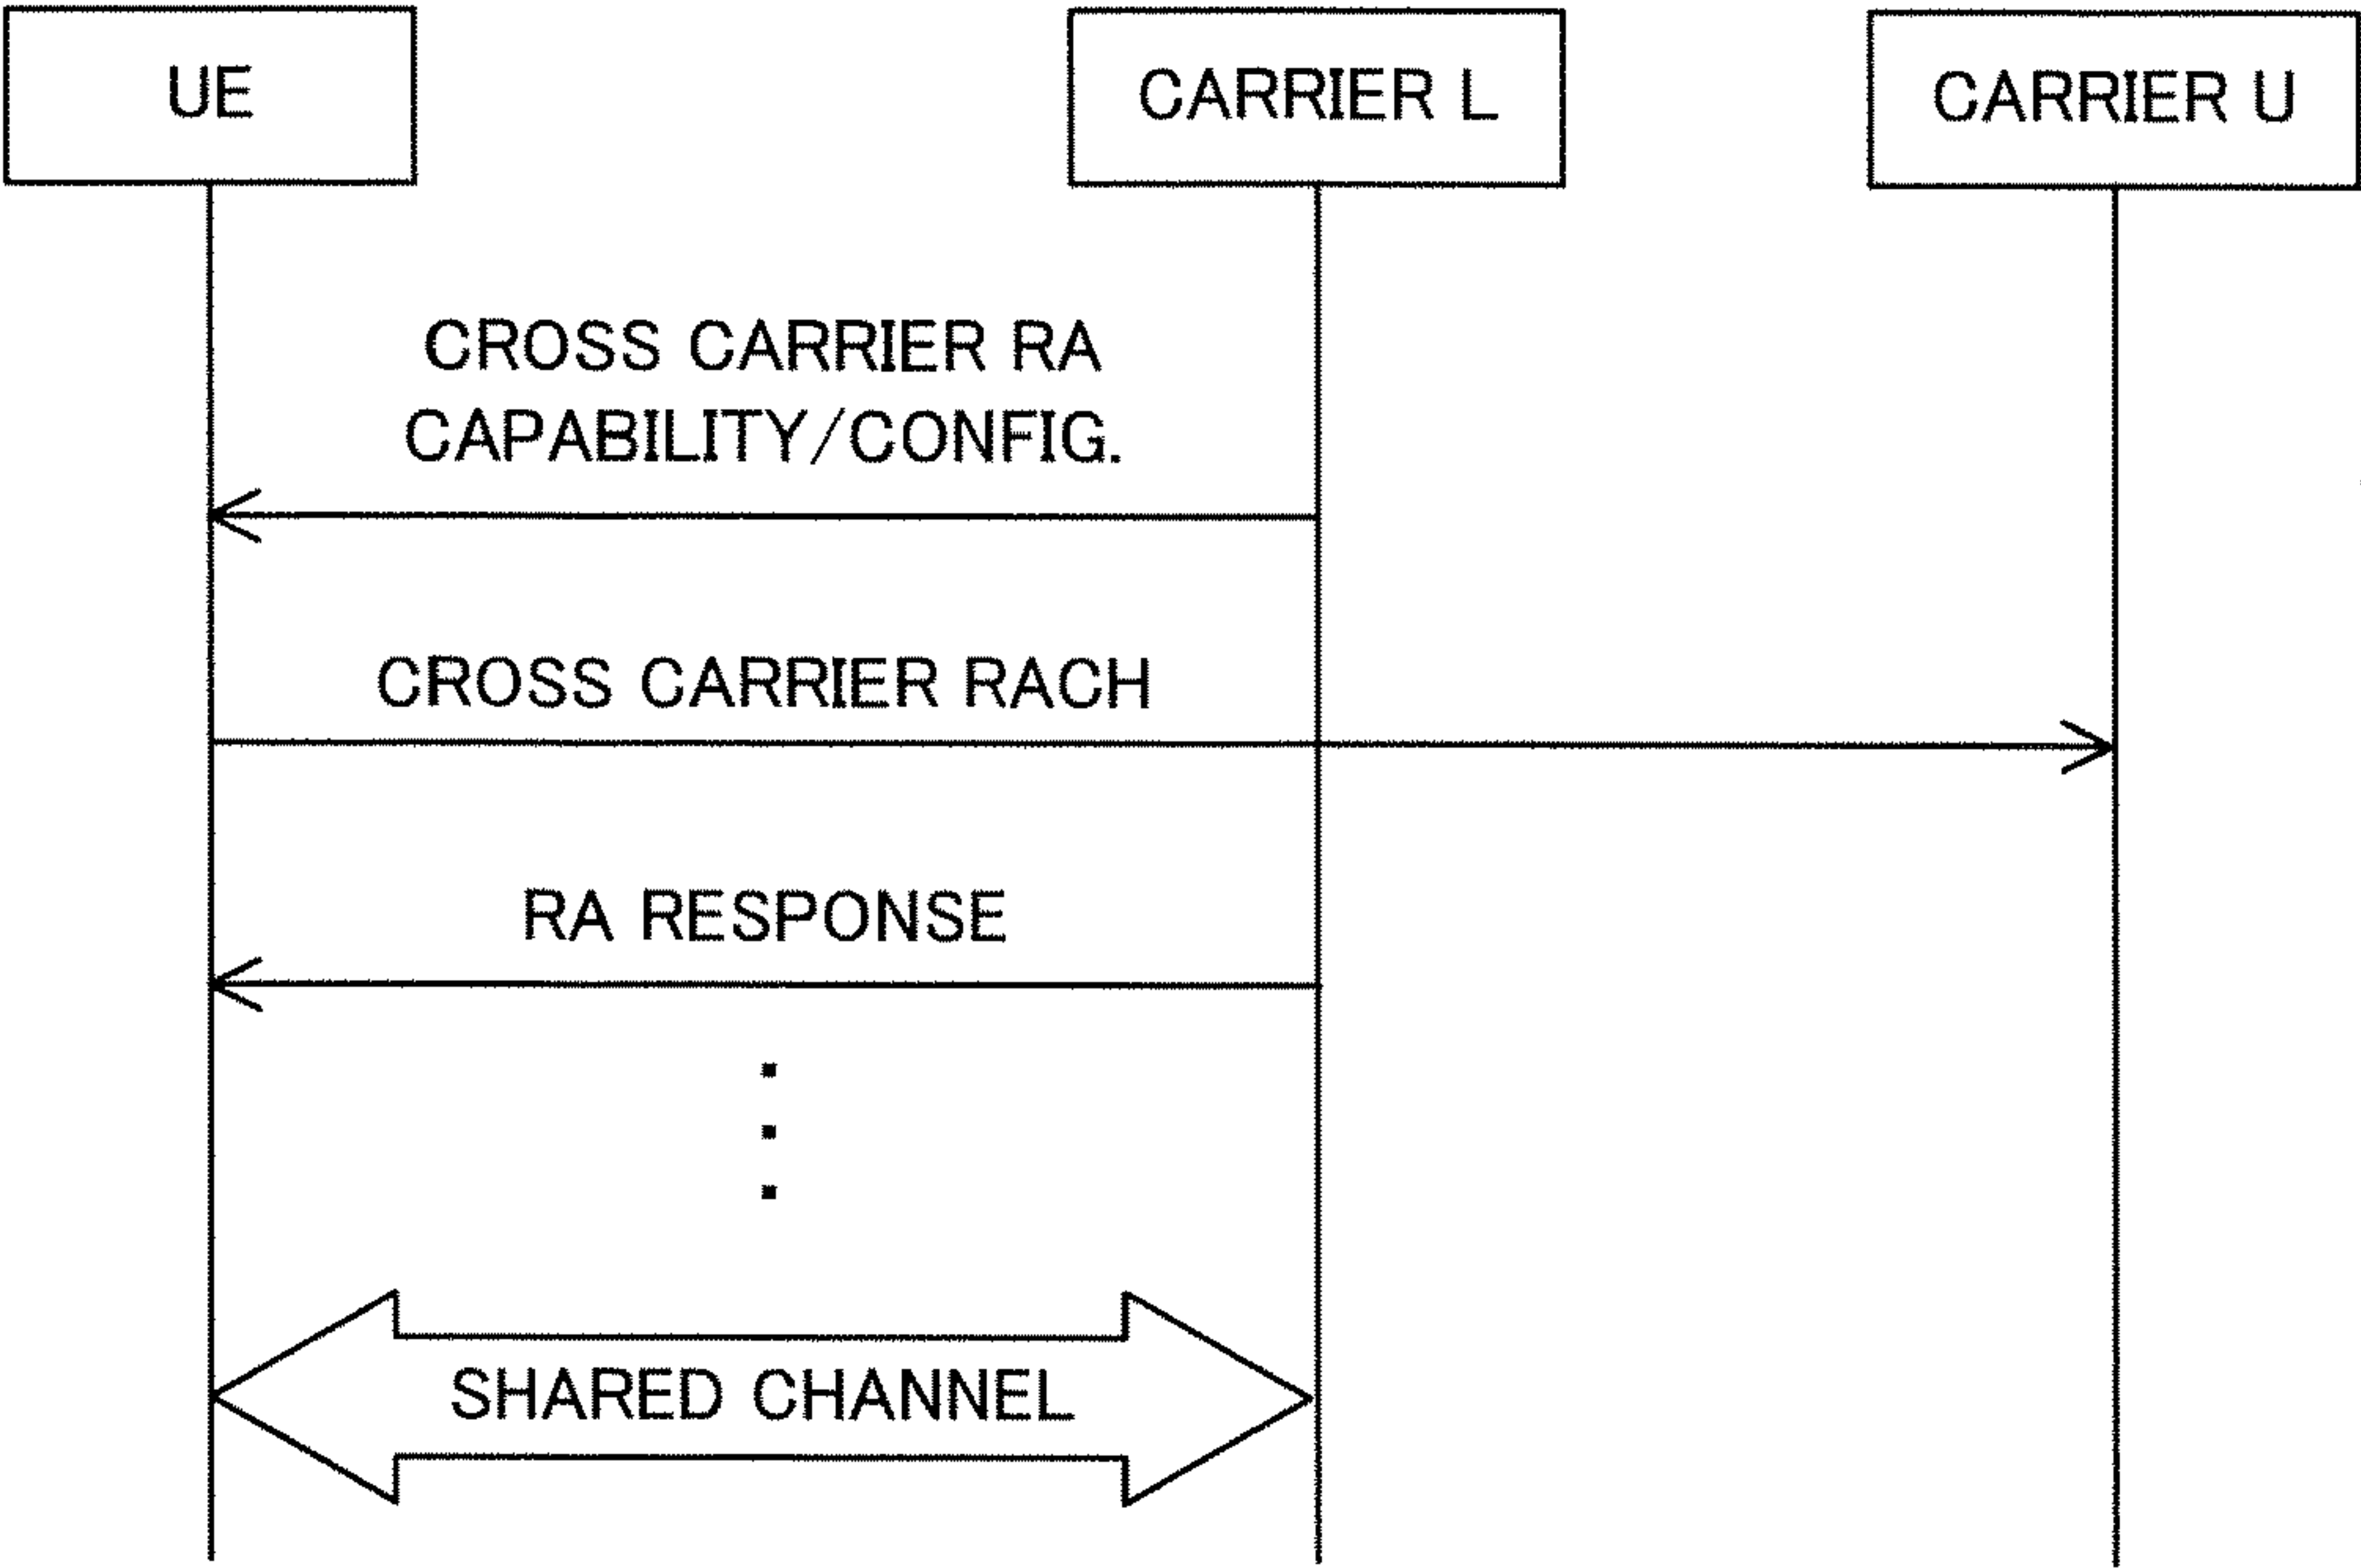 UE
CARRIER L
CARRIER U
CROSS CARRIER RA
CAPABILITY/CONFIG.
CROSS CARRIER RACH
RA RESPONSE
SHARED CHANNEL